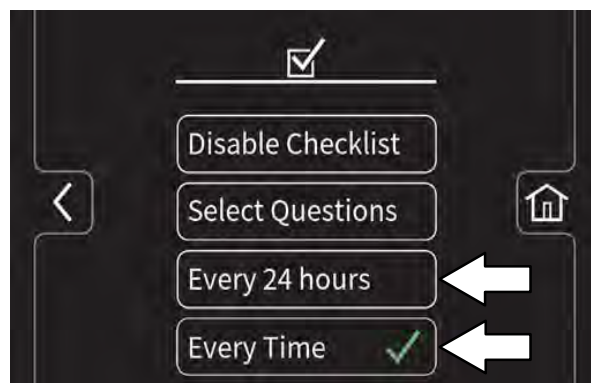 Disable Checklist
Select Questions
Every 24 hours
Every Time